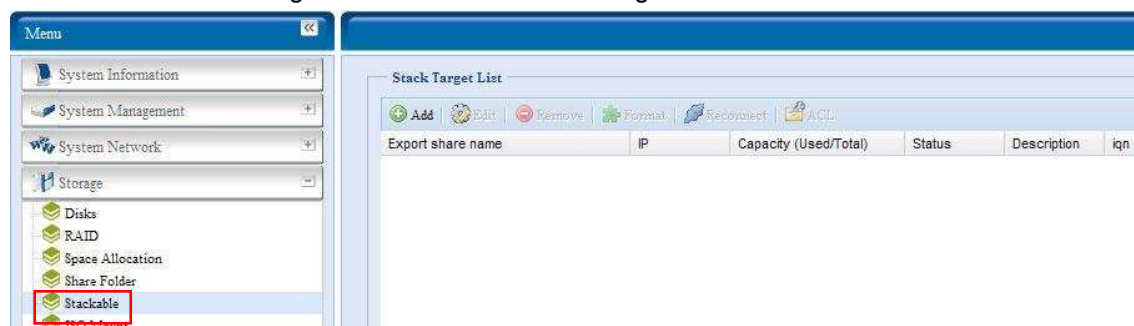 Menu
System Information
System Management
System Network
Storage
Disks
RAID
Space Allocation
Share Folder
Stackable
Stack Target List
Add Edit Remove Format Reconnect ACL
Export share name IP Capacity (Used/Total) Status Description iqn